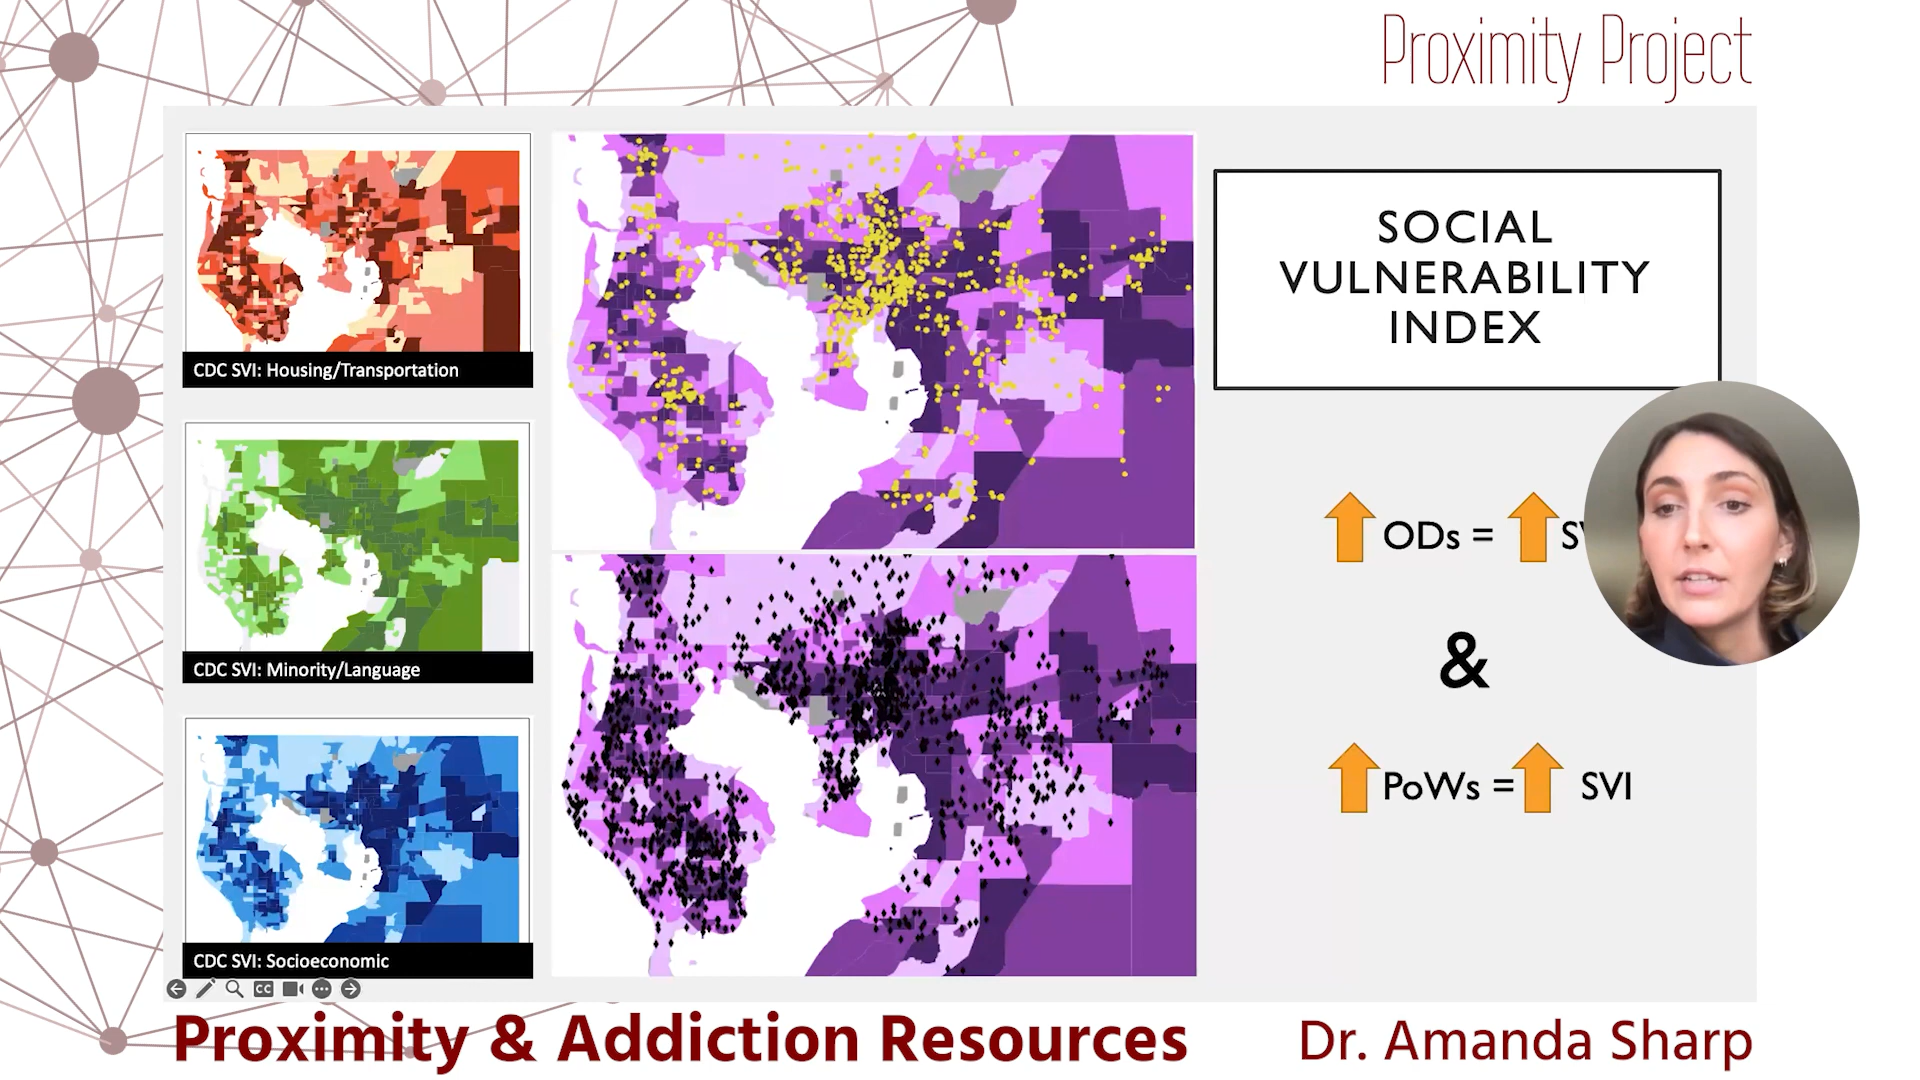 Proximity Project
SOCIAL
VULNERABILITY
INDEX
CDC SVI: Housing/Transportation
CDC SVI: Minority/Language
CDC SVI: Socioeconomic
ODs =
&
PoWs = SVI
CC
Proximity & Addiction Resources
Dr. Amanda Sharp